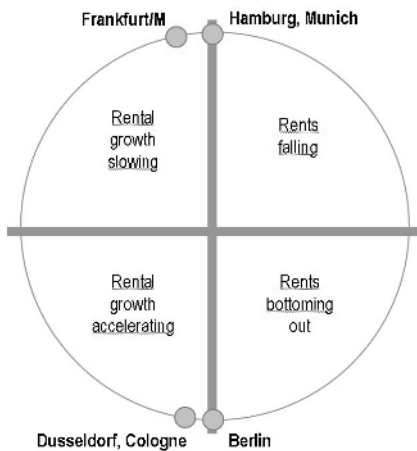 Frankfurt/M
Hamburg, Munich
Rental
growth
slowing
Rents
falling
Rental
growth
accelerating
Rents
bottoming
out
Dusseldorf, Cologne
Berlin